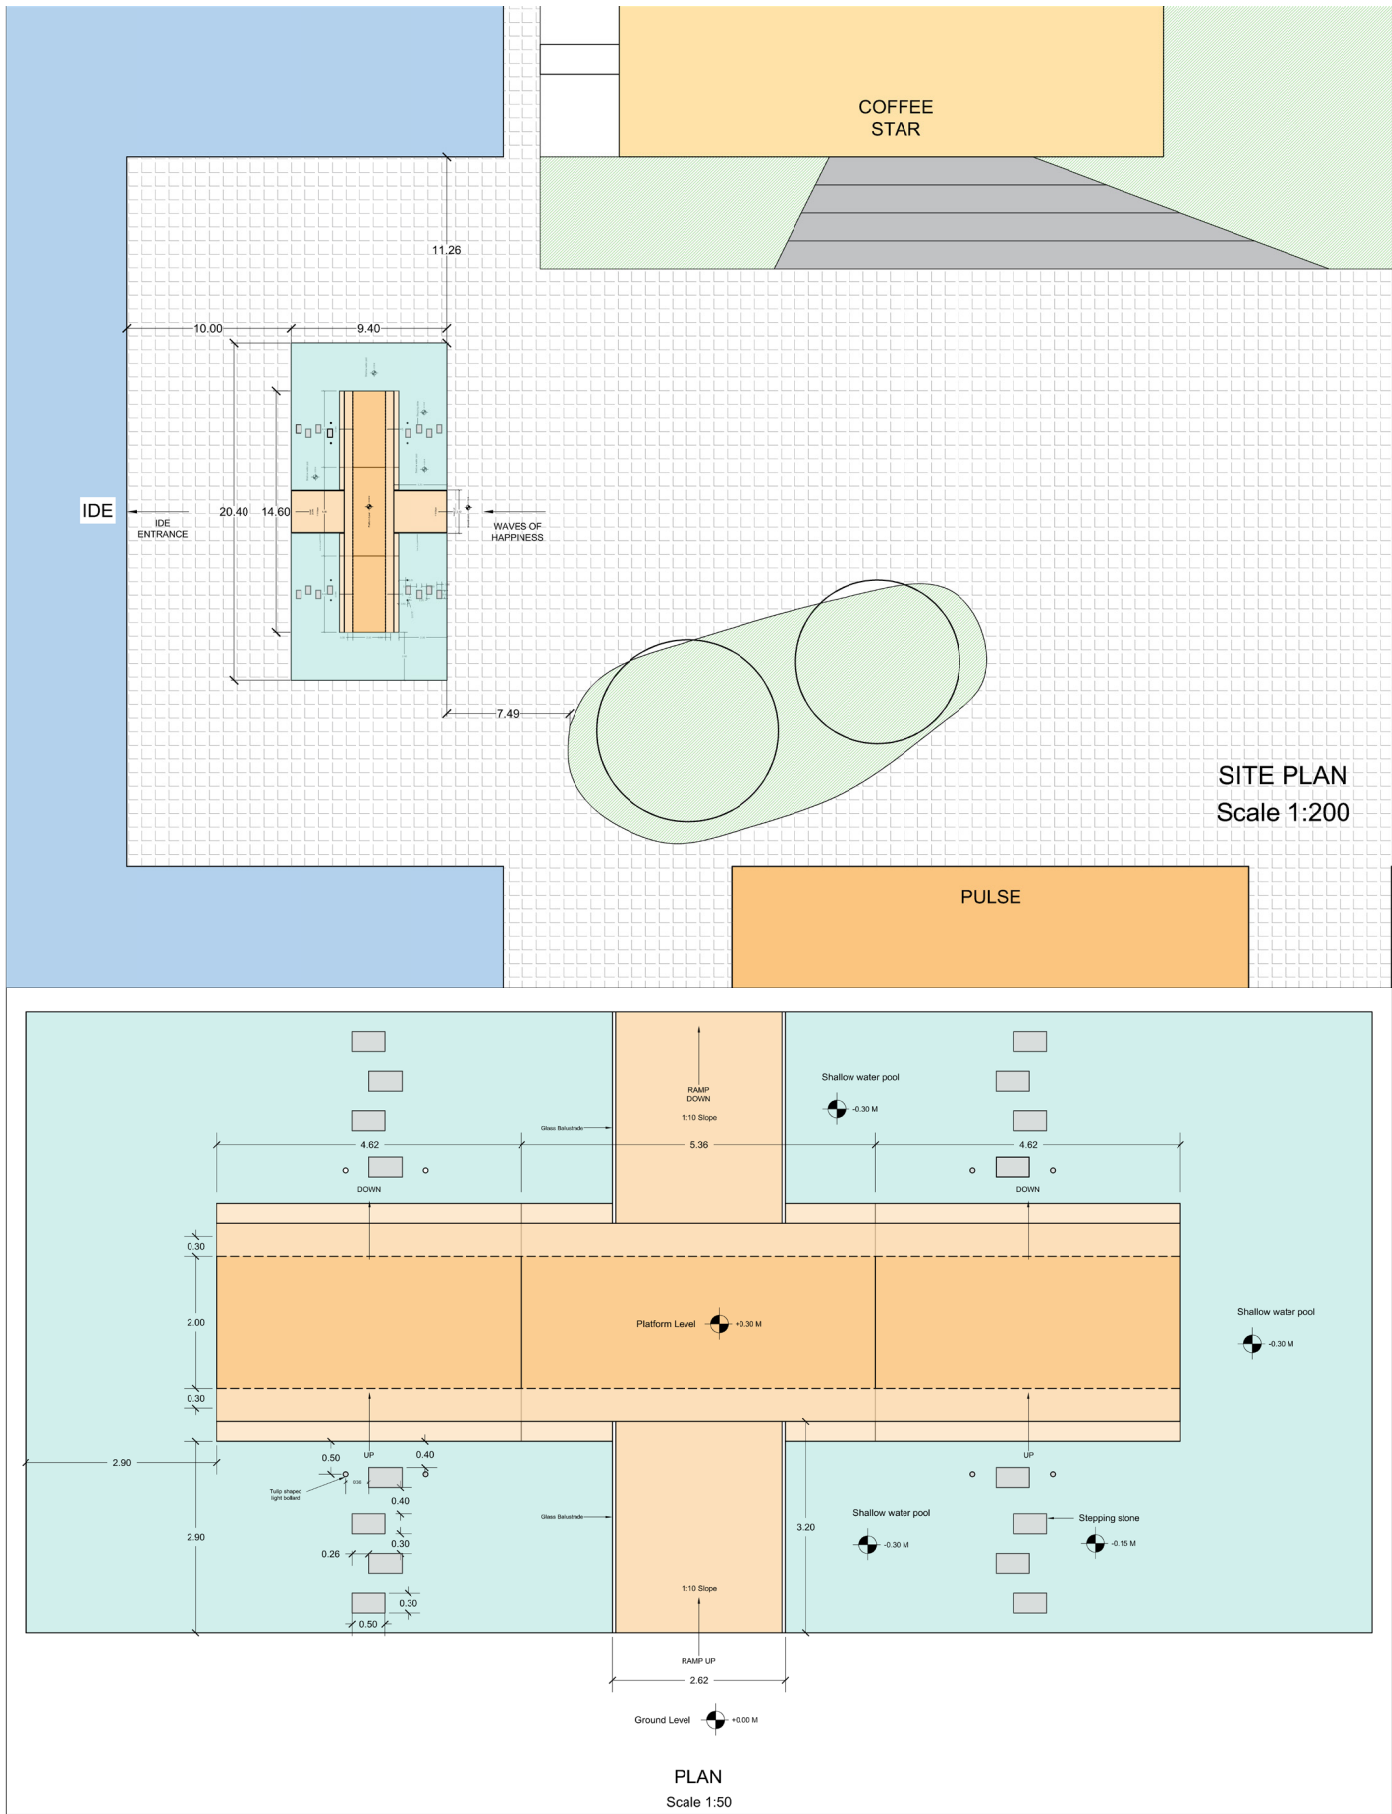 COFFEE
STAR
11.26
10.00
9.40
IDE
IDE
ENTRANCE
20.40
14.60
WAVES OF
HAPPINESS
7.49
SITE PLAN
Scale 1:200
PULSE
RAMP
DOWN
1:10 Slope
Shallow water pool
-0.30 M
Glass Balustrade
4.62
5.36
4.62
DOWN
DOWN
0.30
2.00
Platform Level
+0.30 M
Shallow water pool
-0.30 M
0.30
UP
UP
0.50
0.40
2.90
Tulip shaped
light bollard
0.40
Glass Balustrade
Shallow water pool
-0.30 M
Stepping stone
-0.15 M
3.20
2.90
0.30
0.26
1:10 Slope
0.30
0.50
RAMP UP
2.62
Ground Level
+0.00 M
PLAN
Scale 1:50